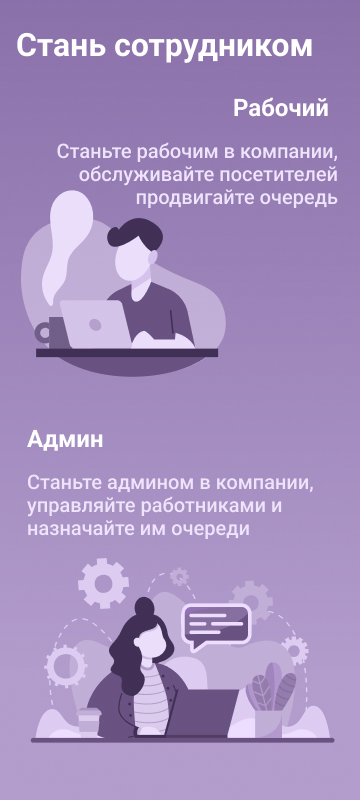 Стань сотрудником
Рабочий
Станьте рабочим в компании,
обслуживайте посетителей
продвигайте очередь
Админ
Станьте админом в компании,
управляйте работниками и
назначайте им очереди